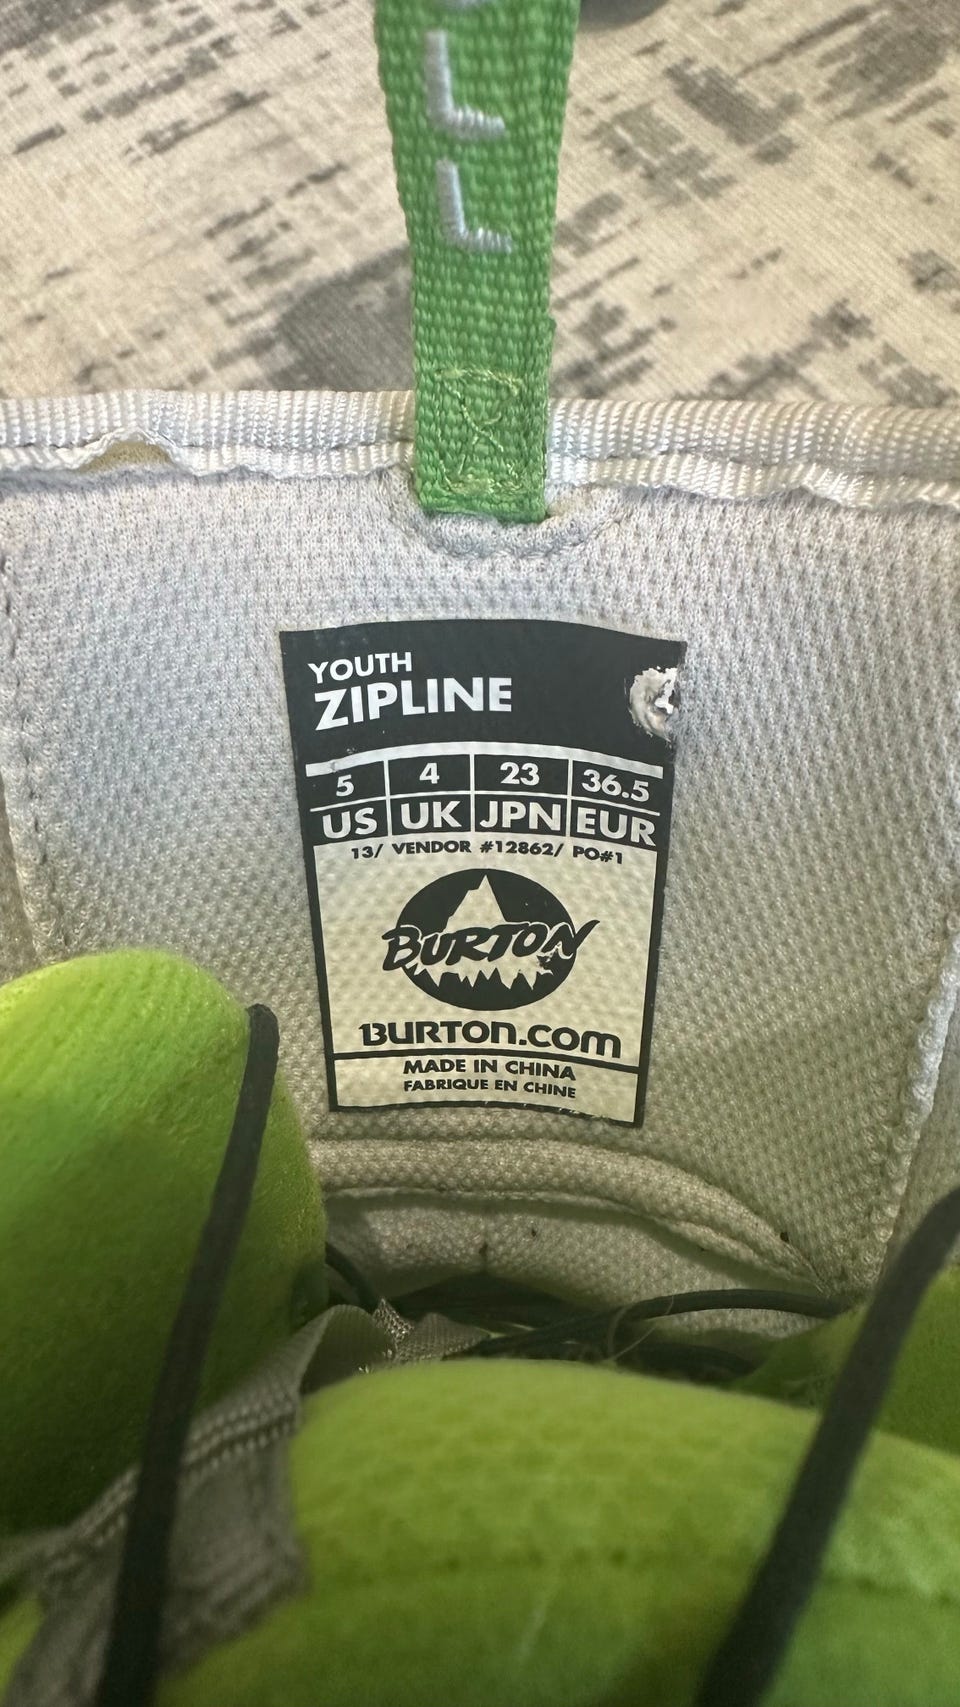 L
L
YOUTH
ZIPLINE
5 4 23 36.5
US UK JPN EUR
13/ VENDOR #12862/ PO#1
BURTON
BURTON.COM
MADE IN CHINA
FABRIQUE EN CHINE